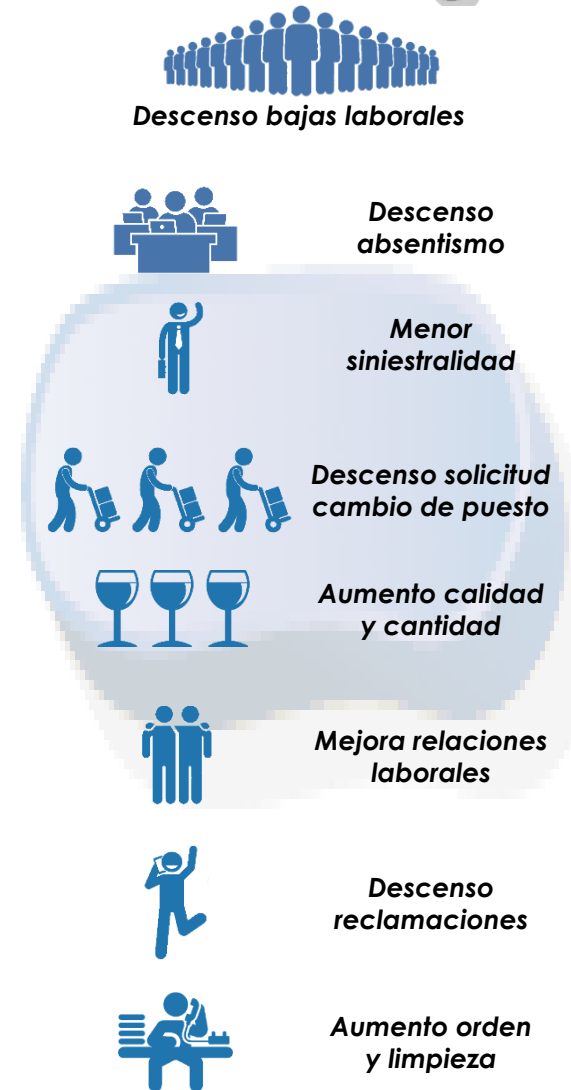 Descenso bajas laborales
Descenso
absentismo
Menor
siniestralidad
Descenso solicitud
cambio de puesto
Aumento calidad
y cantidad
Mejora relaciones
laborales
Descenso
reclamaciones
Aumento orden
y limpieza